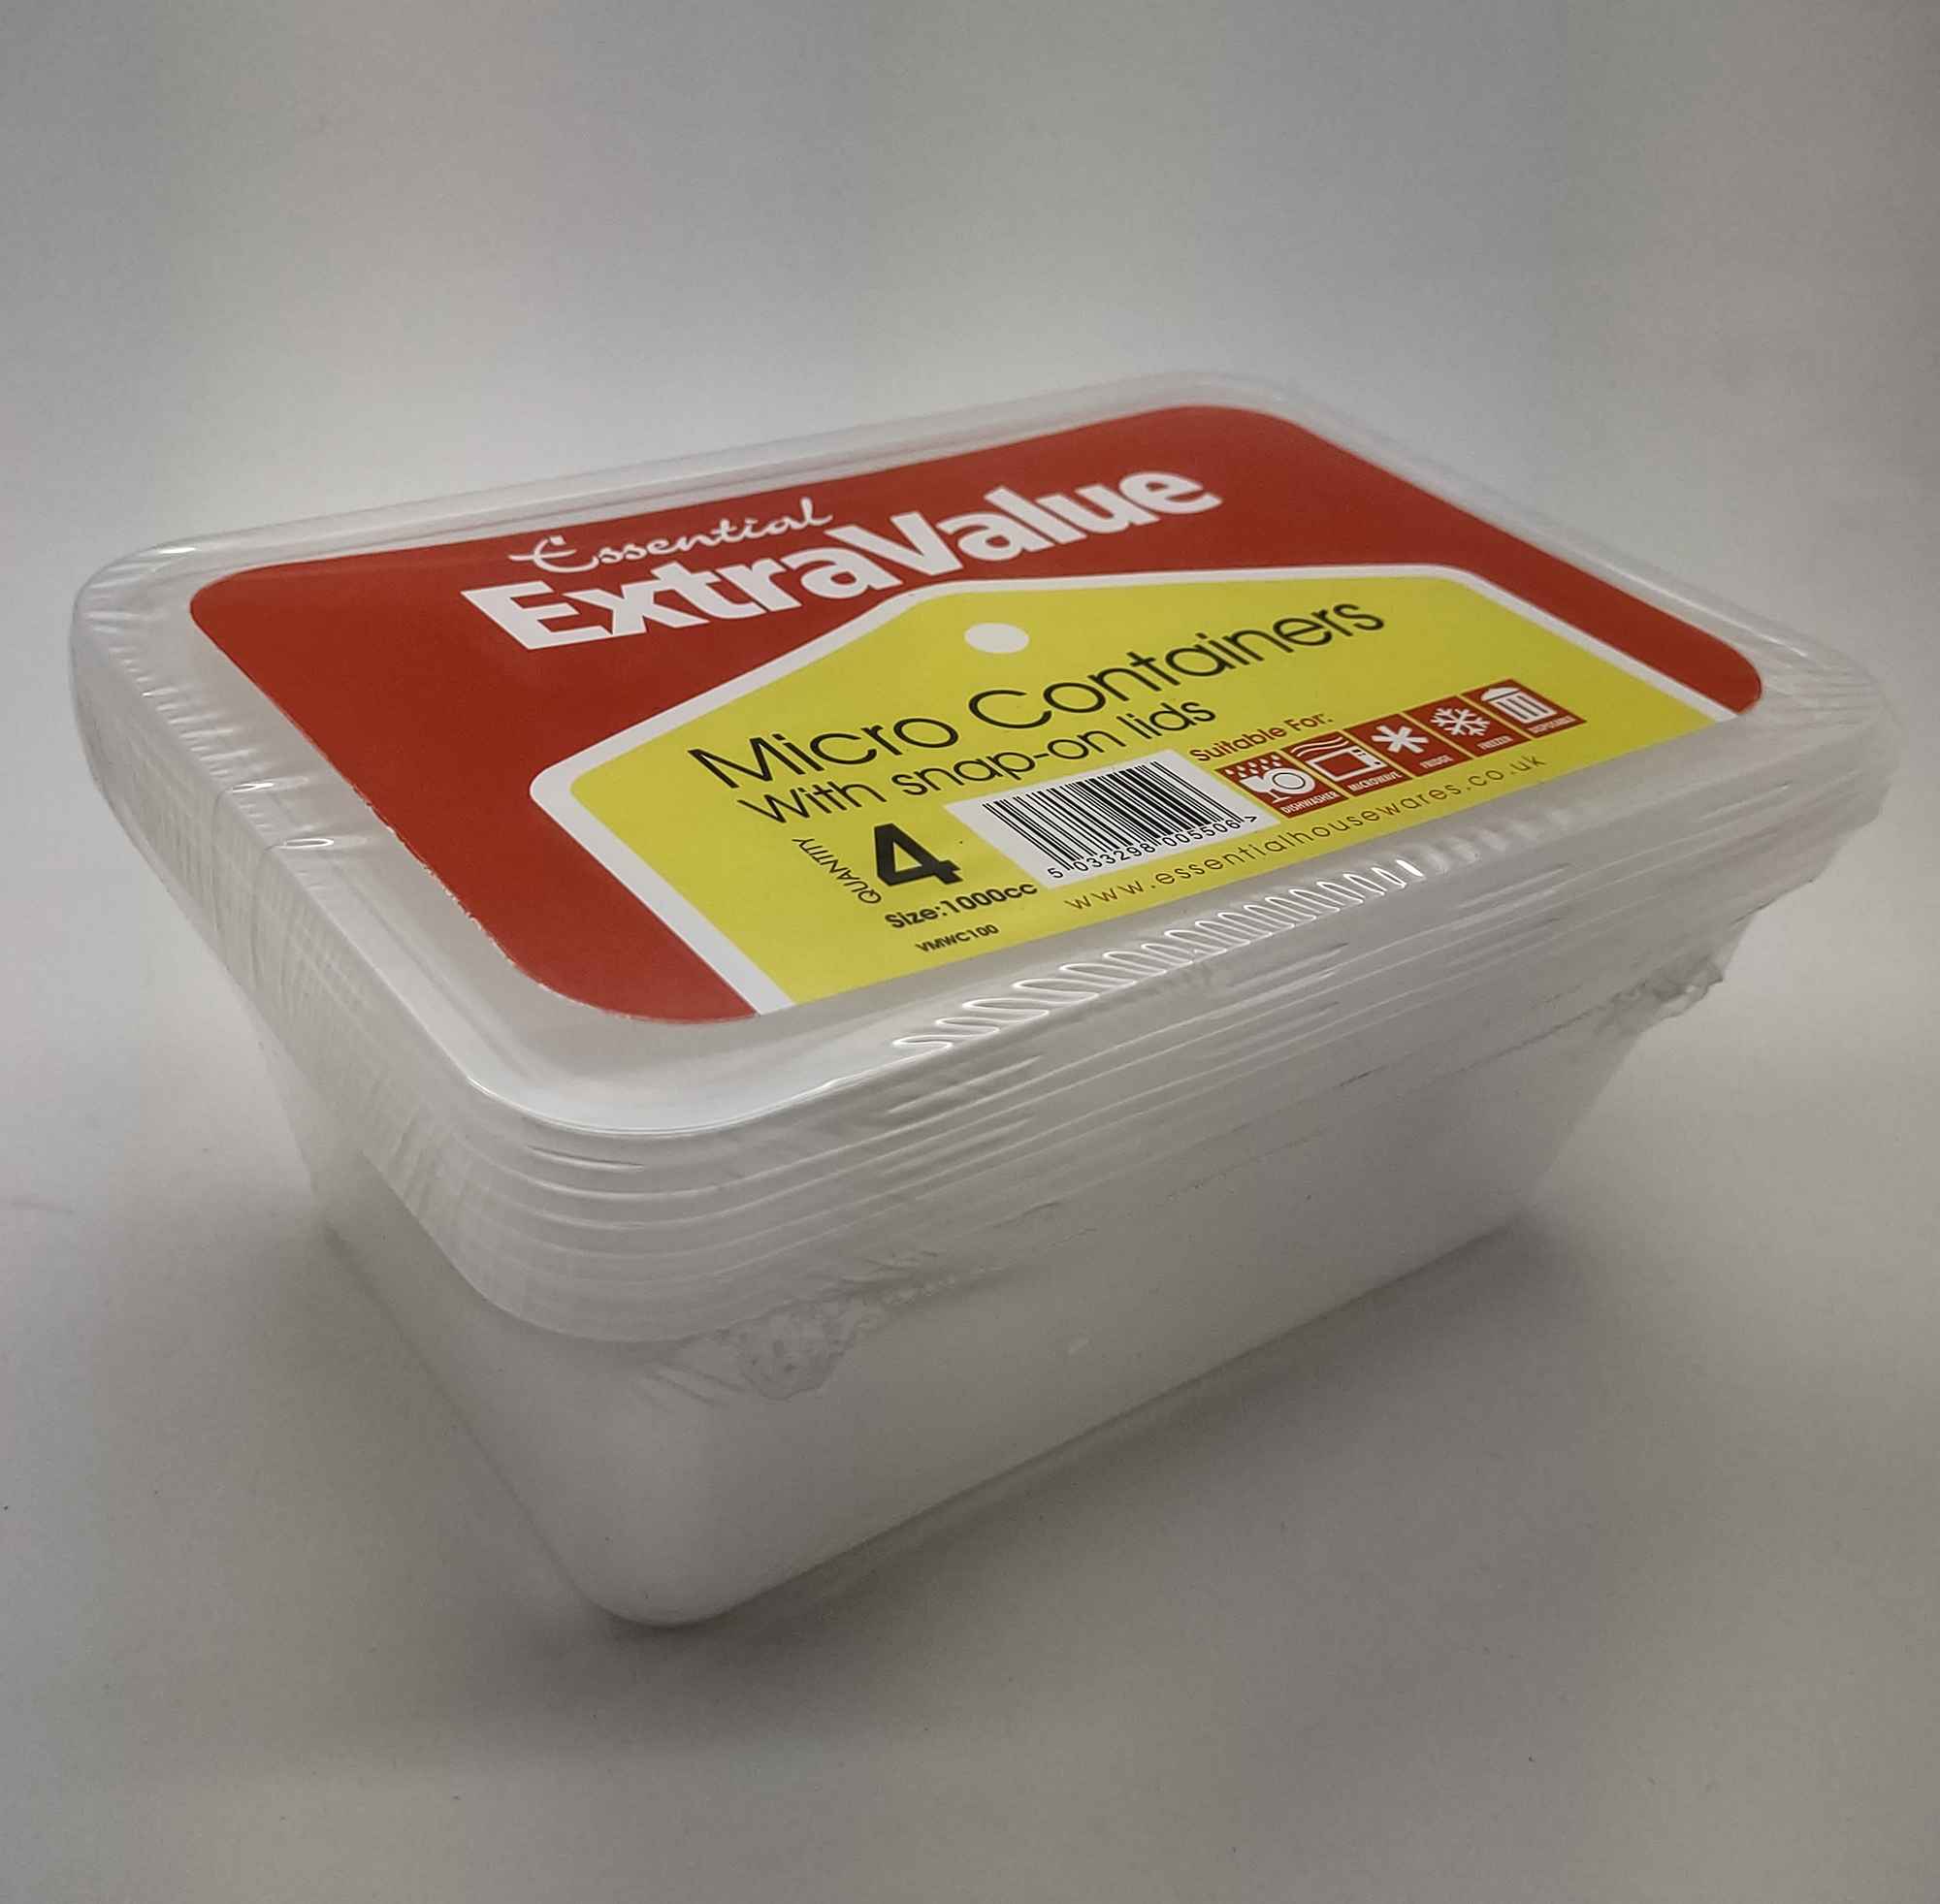 Essential
ExtraValue
Micro Containers
With snap-on lids
QUANTITY
4
Size:1000cc
VMWC100
5 033298 005506 >
Suitable For:
DISHWASHER
MICROWAVE
FRIDGE
FREEZER
DISPOSABLE
www.essentialhousewares.co.uk